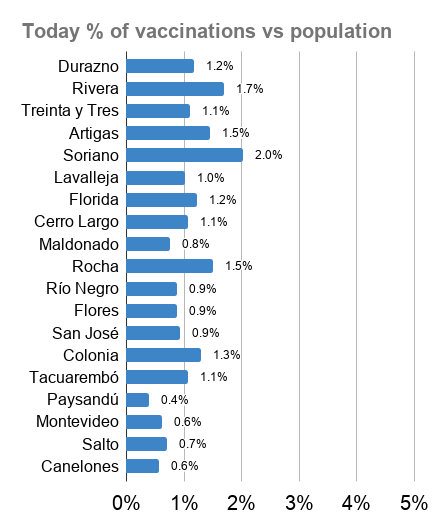 Today % of vaccinations vs population
Durazno 1.2%
Rivera 1.7%
Treinta y Tres 1.1%
Artigas 1.5%
Soriano 2.0%
Lavalleja 1.0%
Florida 1.2%
Cerro Largo 1.1%
Maldonado 0.8%
Rocha 1.5%
Río Negro 0.9%
Flores 0.9%
San José 0.9%
Colonia 1.3%
Tacuarembó 1.1%
Paysandú 0.4%
Montevideo 0.6%
Salto 0.7%
Canelones 0.6%
0% 1% 2% 3% 4% 5%